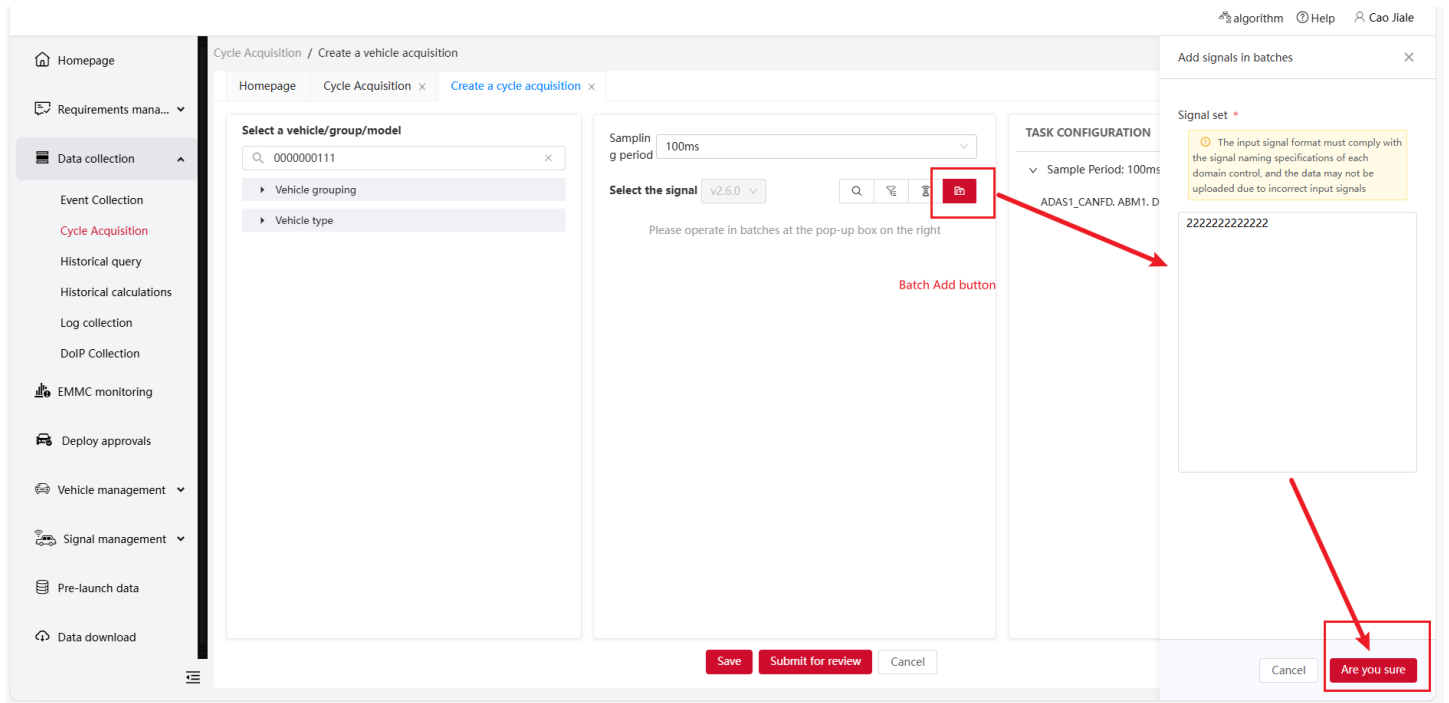 algorithm Help Cao Jiale
Homepage
Requirements mana...
Data collection
Event Collection
Cycle Acquisition
Historical query
Historical calculations
Log collection
DoIP Collection
EMMC monitoring
Deploy approvals
Vehicle management
Signal management
Pre-launch data
Data download
Cycle Acquisition / Create a vehicle acquisition
Homepage Cycle Acquisition × Create a cycle acquisition ×
Select a vehicle/group/model
0000000111
Vehicle grouping
Vehicle type
Samplin
g period
100ms
Select the signal v2.6.0
Please operate in batches at the pop-up box on the right
Batch Add button
TASK CONFIGURATION
Sample Period: 100ms
ADAS1_CANFD. ABM1. D
Save Submit for review Cancel
Add signals in batches
Signal set *
The input signal format must comply with
the signal naming specifications of each
domain control, and the data may not be
uploaded due to incorrect input signals
2222222222222
Cancel Are you sure